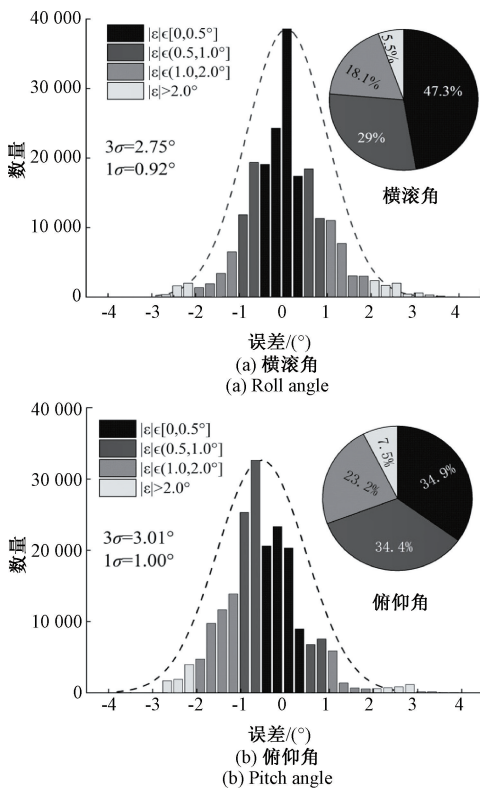 40 000
30 000
20 000
10 000
0
数量
|ε|ϵ[0,0.5°]
|ε|ϵ(0.5,1.0°]
|ε|ϵ(1.0,2.0°]
|ε|>2.0°
3σ=2.75°
1σ=0.92°
5.5%
18.1%
47.3%
29%
横滚角
-4 -3 -2 -1 0 1 2 3 4
误差/(°)
(a) 横滚角
(a) Roll angle
40 000
30 000
20 000
10 000
0
数量
|ε|ϵ[0,0.5°]
|ε|ϵ(0.5,1.0°]
|ε|ϵ(1.0,2.0°]
|ε|>2.0°
3σ=3.01°
1σ=1.00°
7.5%
23.2%
34.9%
34.4%
俯仰角
-4 -3 -2 -1 0 1 2 3 4
误差/(°)
(b) 俯仰角
(b) Pitch angle